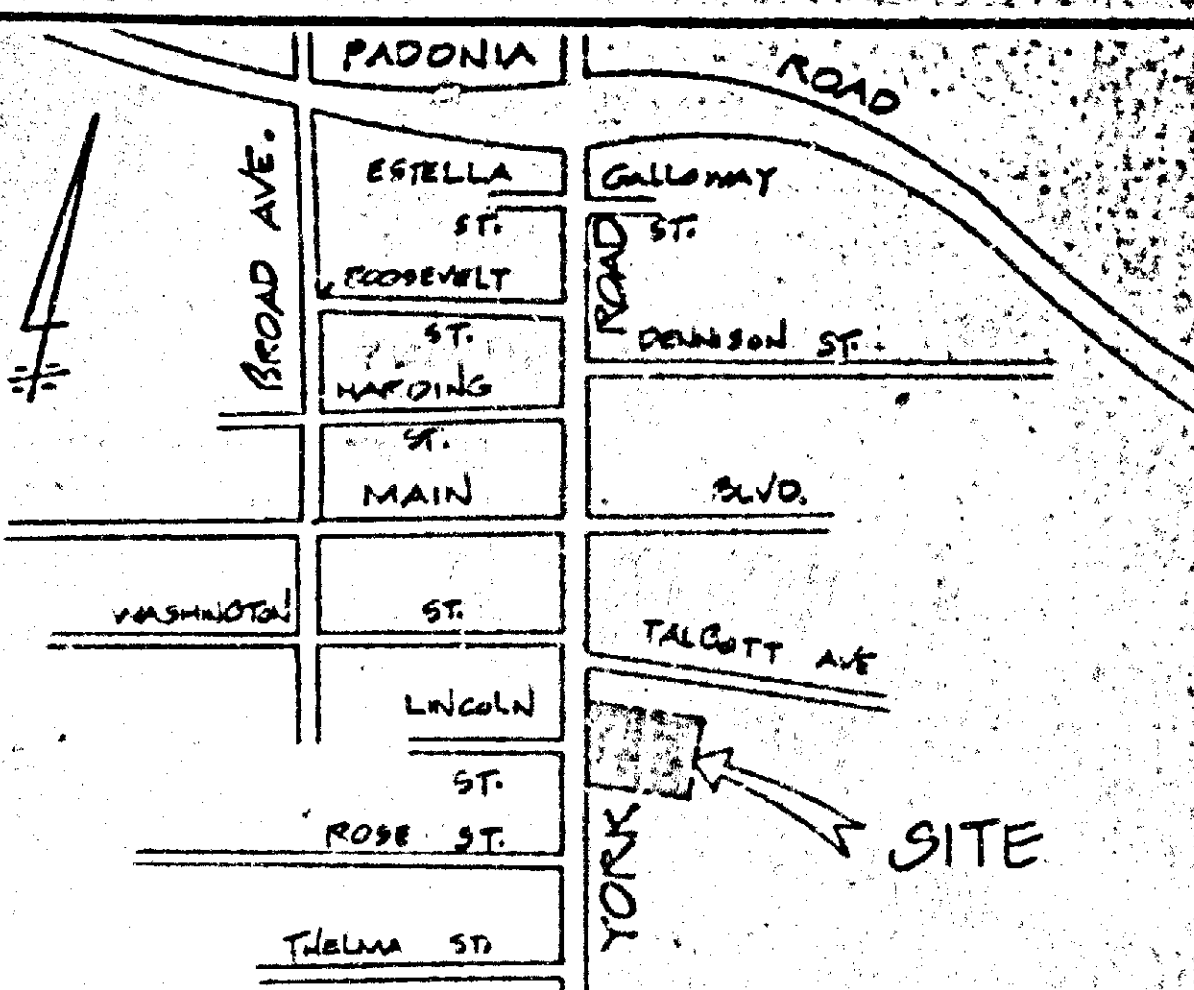 PADONIA ROAD
BROAD AVE.
ESTELLA ST.
GALLOWAY ST.
ROOSEVELT ST.
DENNISON ST.
HARDING ST.
MAIN BLVD.
WASHINGTON ST.
TALCOTT AVE
LINCOLN ST.
SITE
ROSE ST.
YORK ROAD
THELMA ST.